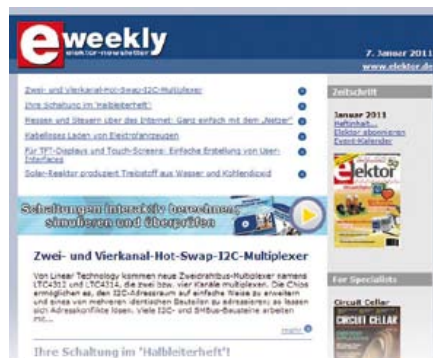 eweekly
elektor-newsletter
7. Januar 2011
www.elektor.de
Zwei- und Vierkanal-Hot-Swap-I2C-Multiplexer
Ihre Schaltung im 'Halbleiterheft'!
Messen und Steuern über das Internet: Ganz einfach mit dem „Netzer"
Kabelloses Laden von Elektrofahrzeugen
Für TFT-Displays und Touch-Screens: Einfache Erstellung von User-
Interfaces
Solar-Reaktor produziert Treibstoff aus Wasser und Kohlendioxid
Schaltungen interaktiv berechnen,
simulieren und überprüfen
Zwei- und Vierkanal-Hot-Swap-I2C-Multiplexer
Von Linear Technology kommen neue Zweidrahtbus-Multiplexer namens
LTC4312 und LTC4314, die zwei bzw. vier Kanäle multiplexen. Die Chips
ermöglichen es, den I2C-Adressraum auf einfache Weise zu erweitern
und eines von mehreren identischen Bauteilen zu adressieren; so lassen
sich Adresskonflikte lösen. Viele I2C- und SMBus-Bausteine arbeiten
mit...
mehr
Ihre Schaltung im 'Halbleiterheft'!
Zeitschrift
Januar 2011
Heftinhalt...
Elektor abonnieren
Event-Kalender
elektor
For Specialists
Circuit Cellar
CIRCUIT CELLAR